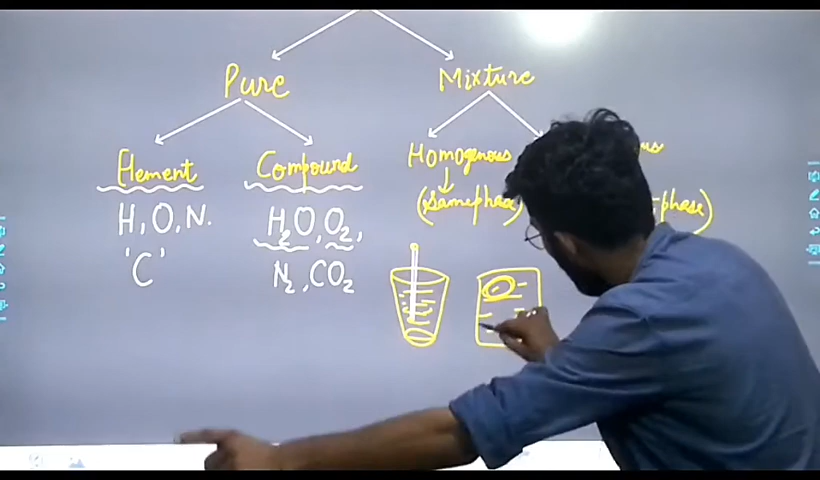 Pure Mixture
Element Compound Homogenous
(same phase) phase)
H, O, N. H₂O, O₂,
'C' N₂, CO₂